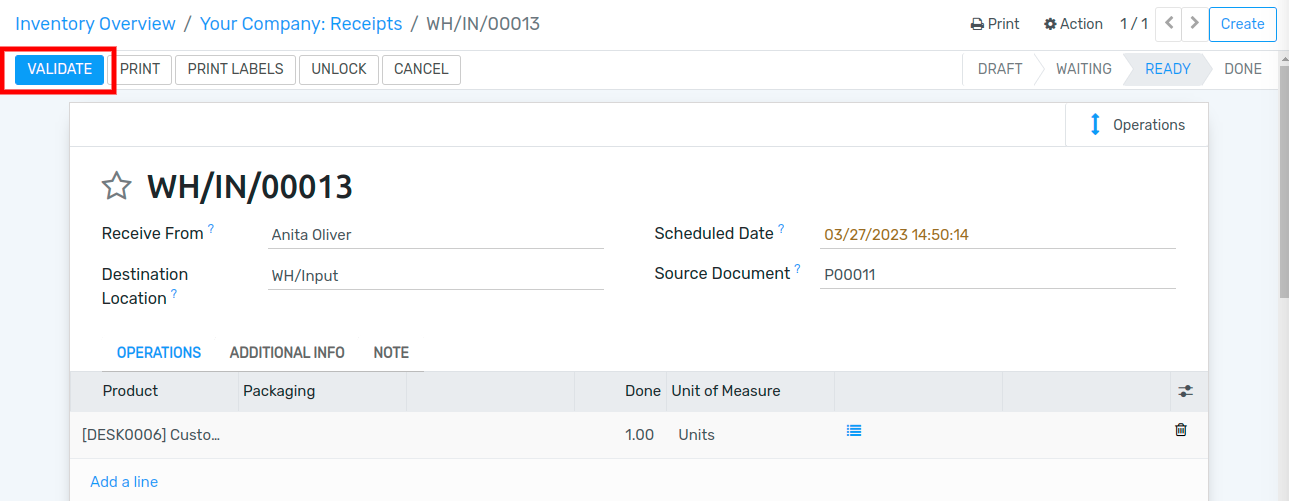 Inventory Overview / Your Company: Receipts / WH/IN/00013 Print Action 1 / 1 Create
VALIDATE PRINT PRINT LABELS UNLOCK CANCEL DRAFT WAITING READY DONE
Operations
WH/IN/00013
Receive From ? Anita Oliver Scheduled Date ? 03/27/2023 14:50:14
Destination Location ? WH/Input Source Document ? P00011
OPERATIONS ADDITIONAL INFO NOTE
Product Packaging Done Unit of Measure
[DESK0006] Custo... 1.00 Units
Add a line